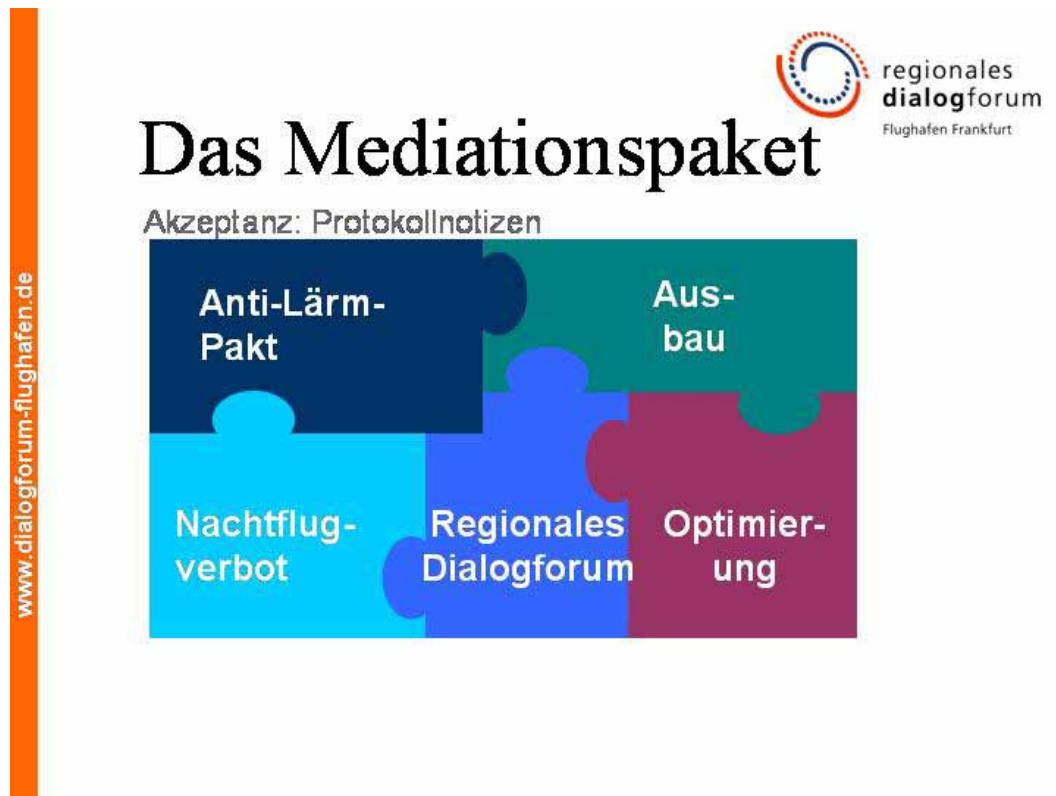 regionales
dialogforum
Flughafen Frankfurt
Das Mediationspaket
Akzeptanz: Protokollnotizen
Anti-Lärm-
Pakt
Aus-
bau
Nachtflug-
verbot
Regionales
Dialogforum
Optimier-
ung
www.dialogforum-flughafen.de